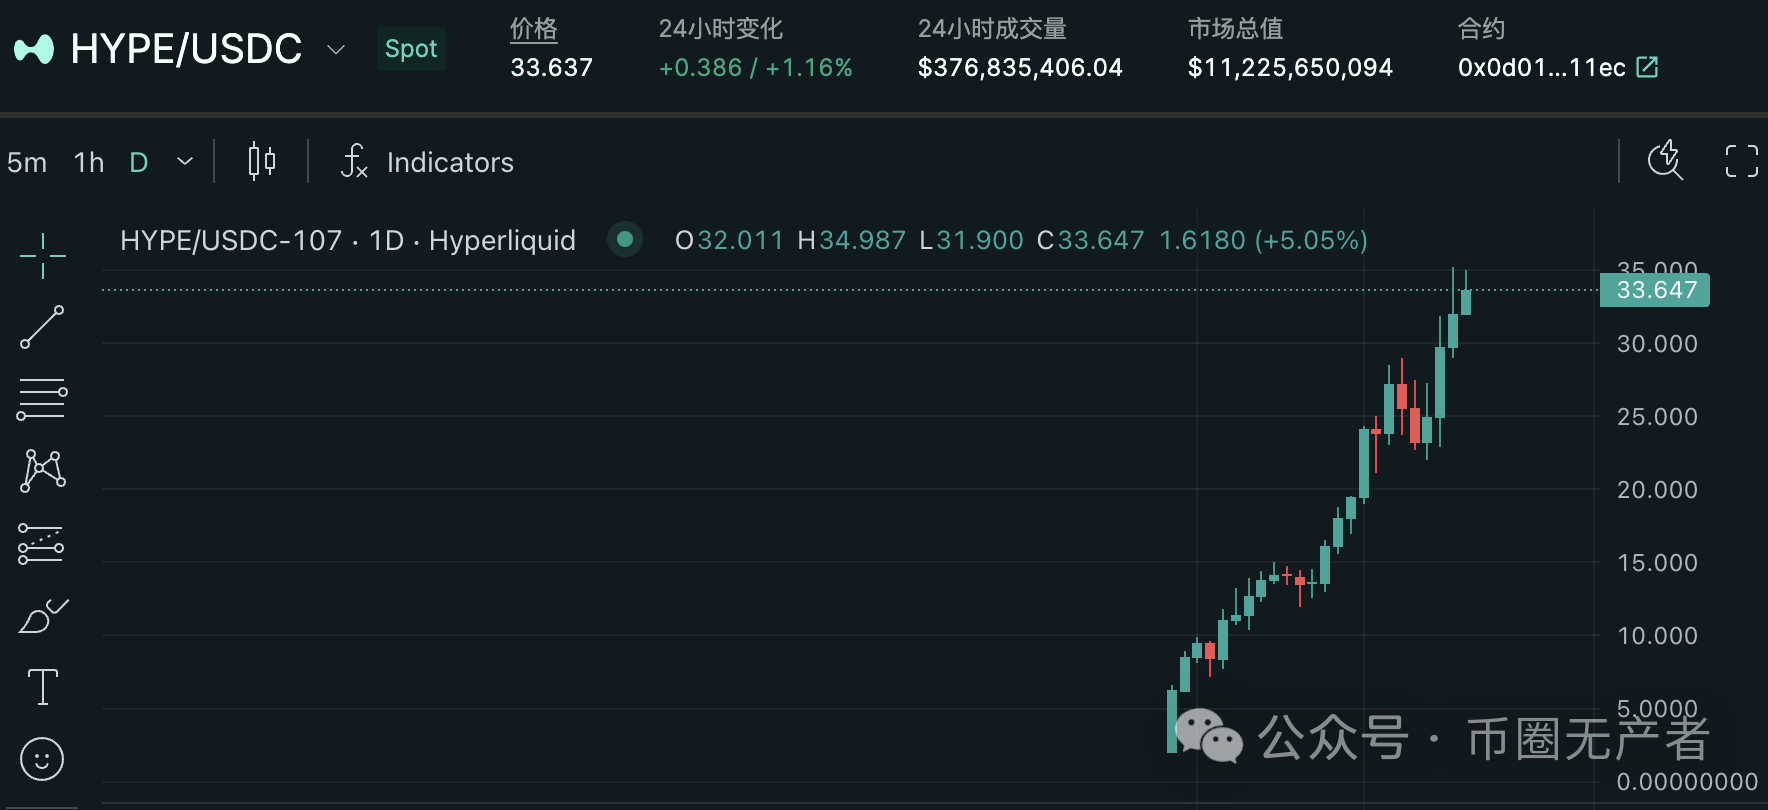 HYPE/USDC Spot
价格 24小时变化 24小时成交量 市场总值 合约
33.637 +0.386 / +1.16% $376,835,406.04 $11,225,650,094 0x0d01...11ec
5m 1h D fx Indicators
HYPE/USDC-107 · 1D · Hyperliquid O32.011 H34.987 L31.900 C33.647 1.6180 (+5.05%)
35.000
33.647
30.000
25.000
20.000
15.000
10.000
5.0000
公众号 · 币圈无产者
0.00000000